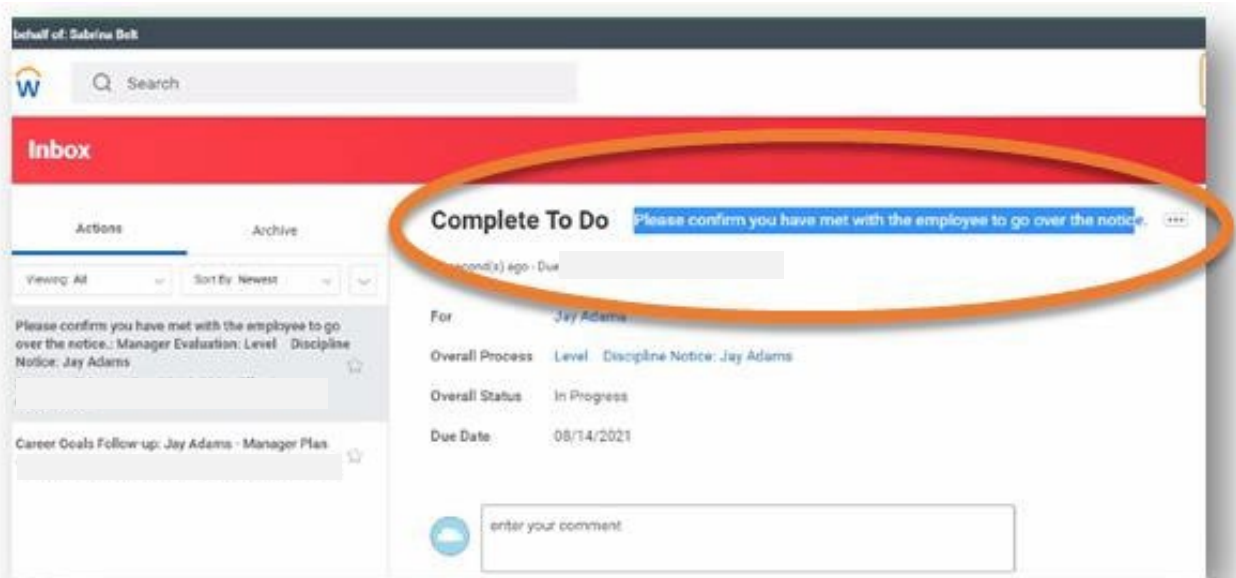 behalf of: Sabrina Belt
W
Search
Inbox
Actions
Archive
Viewing: All
Sort By: Newest
Please confirm you have met with the employee to go
over the notice.: Manager Evaluation: Level Discipline
Notice: Jay Adams
Career Goals Follow-up: Jay Adams - Manager Plan
Complete To Do Please confirm you have met with the employee to go over the notice.
second(s) ago - Due
For Jay Adams
Overall Process Level Discipline Notice: Jay Adams
Overall Status In Progress
Due Date 08/14/2021
enter your comment